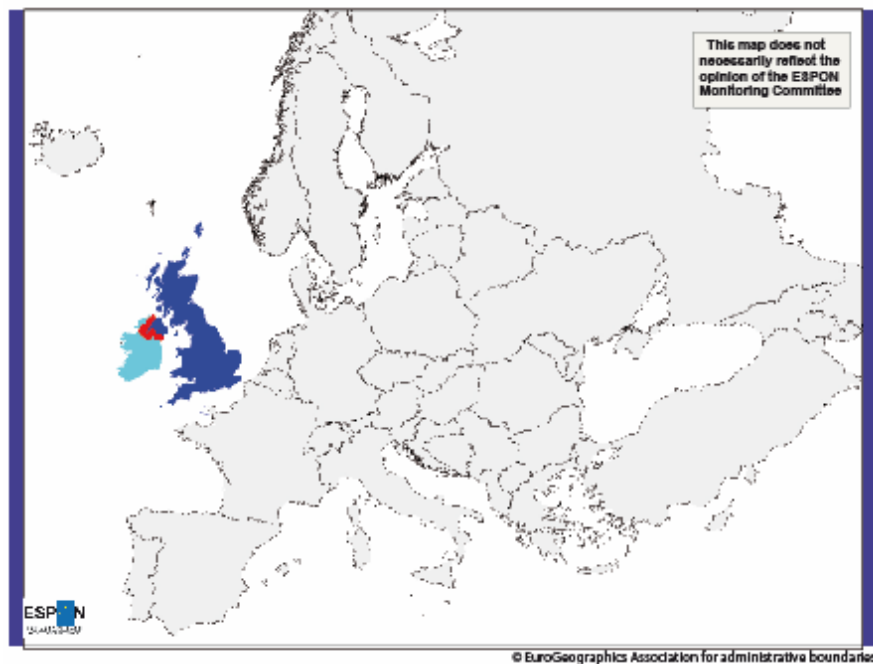 This map does not
necessarily reflect the
opinion of the ESPON
Monitoring Committee
ESPON
© EuroGeographics Association for administrative boundaries